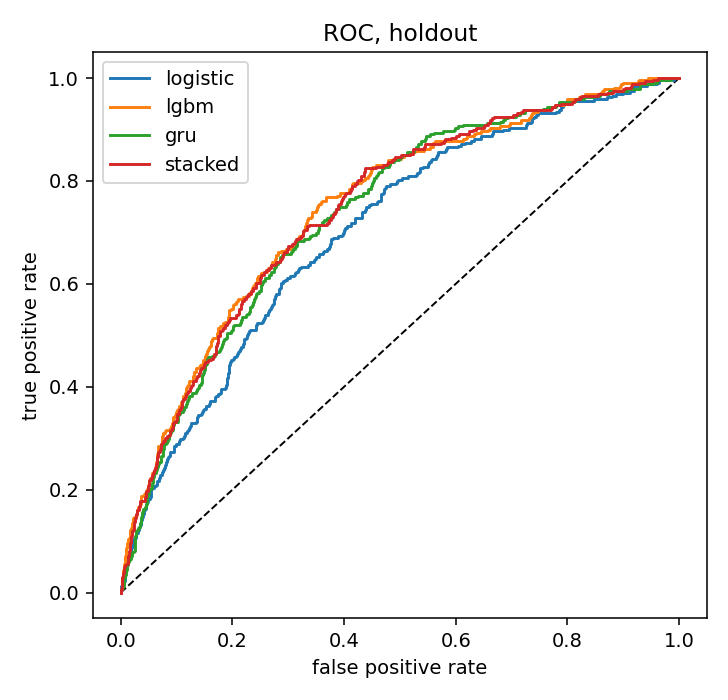 ROC, holdout
logistic
lgbm
gru
stacked
1.0
0.8
0.6
0.4
0.2
0.0
true positive rate
0.0 0.2 0.4 0.6 0.8 1.0
false positive rate